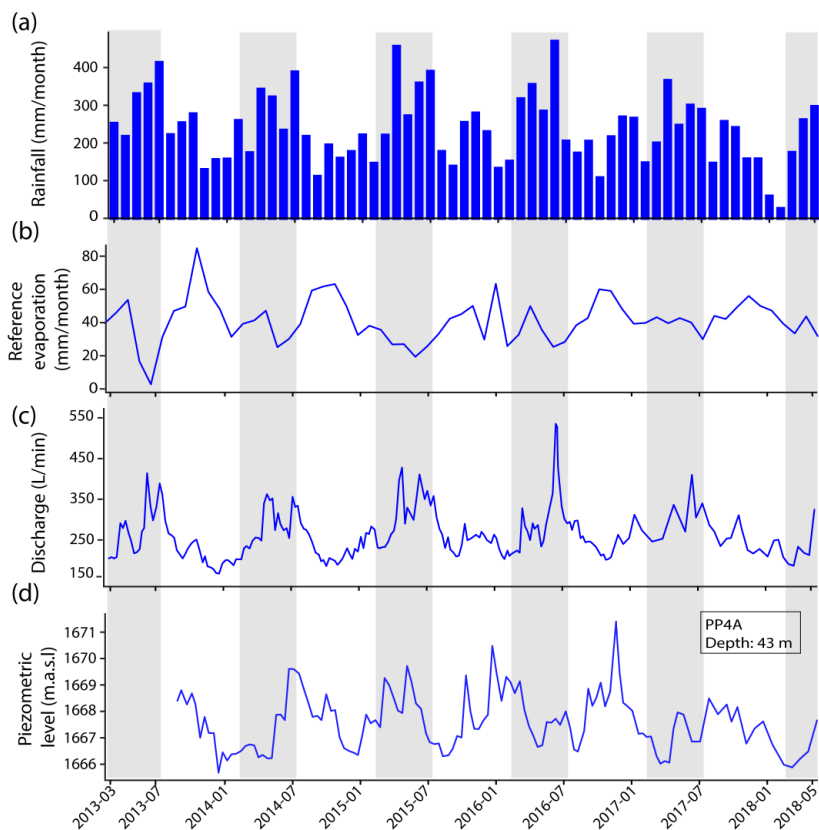 (a)
Rainfall (mm/month)
400
300
200
100
0
(b)
Reference
evaporation
(mm/month)
80
60
40
20
0
(c)
Discharge (L/min)
550
450
350
250
150
(d)
PP4A
Depth: 43 m
Piezometric
level (m.a.s.l)
1671
1670
1669
1668
1667
1666
2013-03
2013-07
2014-01
2014-07
2015-01
2015-07
2016-01
2016-07
2017-01
2017-07
2018-01
2018-05